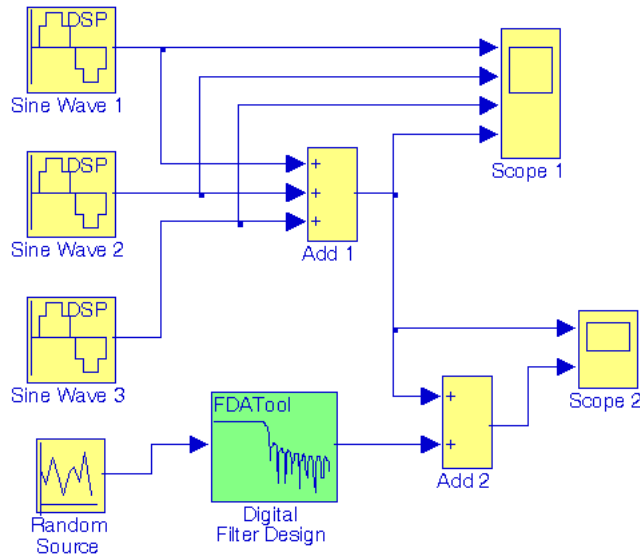 DSP
Sine Wave 1
Scope 1
DSP
Sine Wave 2
+
+
+
Add 1
DSP
Sine Wave 3
Scope 2
FDATool
+
+
Add 2
Random
Source
Digital
Filter Design